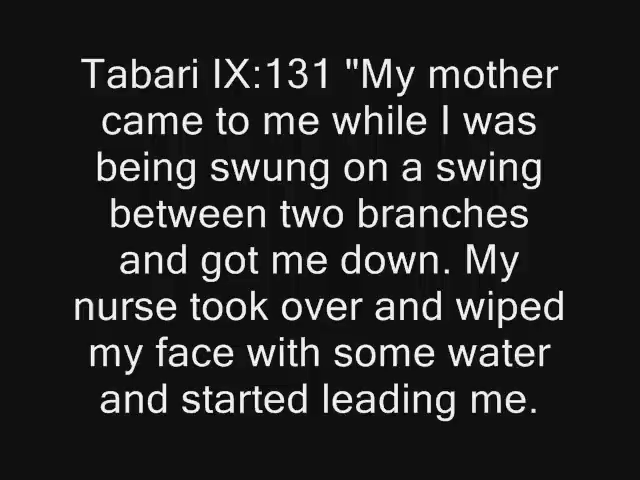 Tabari IX:131 "My mother
came to me while I was
being swung on a swing
between two branches
and got me down. My
nurse took over and wiped
my face with some water
and started leading me.